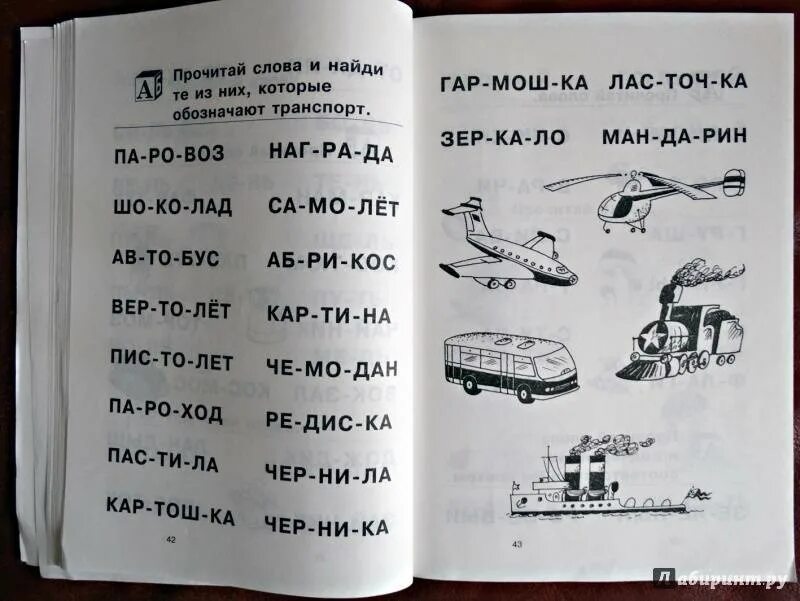 А
Прочитай слова и найди
те из них, которые
обозначают транспорт.
ПА-РО-ВОЗ НАГ-РА-ДА
ШО-КО-ЛАД СА-МО-ЛЁТ
АВ-ТО-БУС АБ-РИ-КОС
ВЕР-ТО-ЛЁТ КАР-ТИ-НА
ПИС-ТО-ЛЕТ ЧЕ-МО-ДАН
ПА-РО-ХОД РЕ-ДИС-КА
ПАС-ТИ-ЛА ЧЕР-НИ-ЛА
КАР-ТОШ-КА ЧЕР-НИ-КА
42
ГАР-МОШ-КА ЛАС-ТОЧ-КА
ЗЕР-КА-ЛО МАН-ДА-РИН
43
Лабиринт.ру